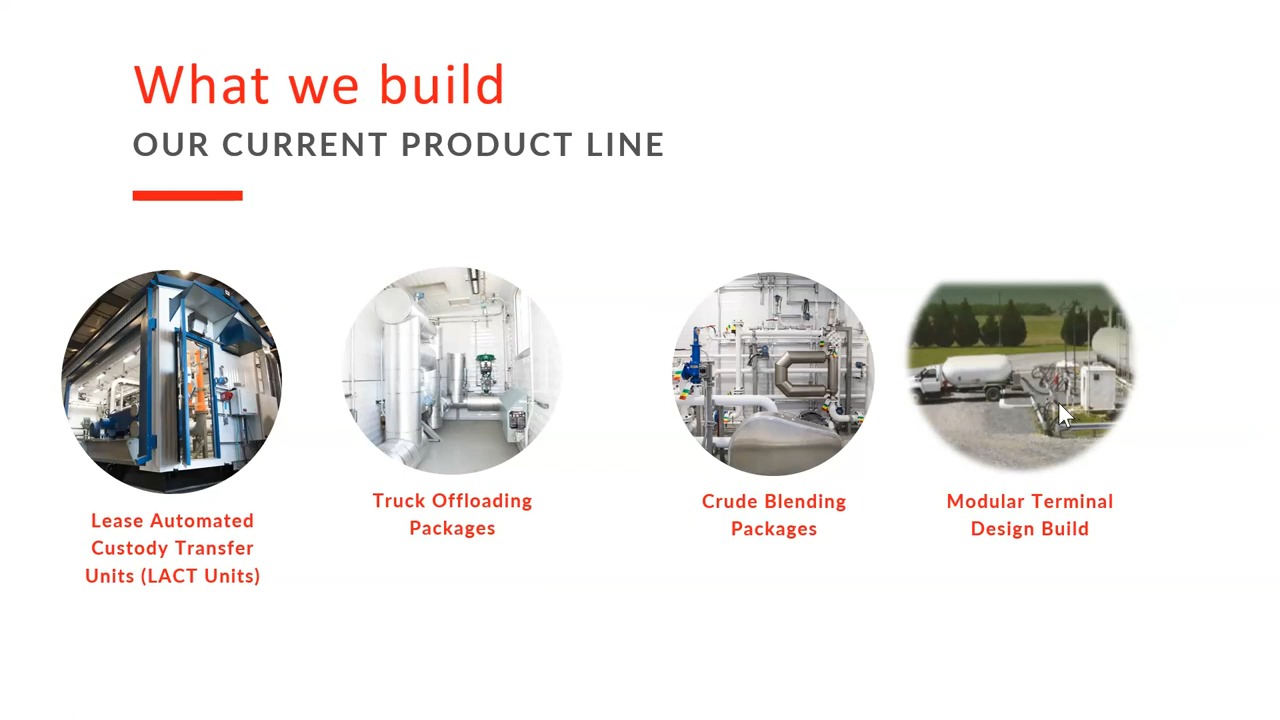 What we build
OUR CURRENT PRODUCT LINE
Lease Automated
Custody Transfer
Units (LACT Units)
Truck Offloading
Packages
Crude Blending
Packages
Modular Terminal
Design Build